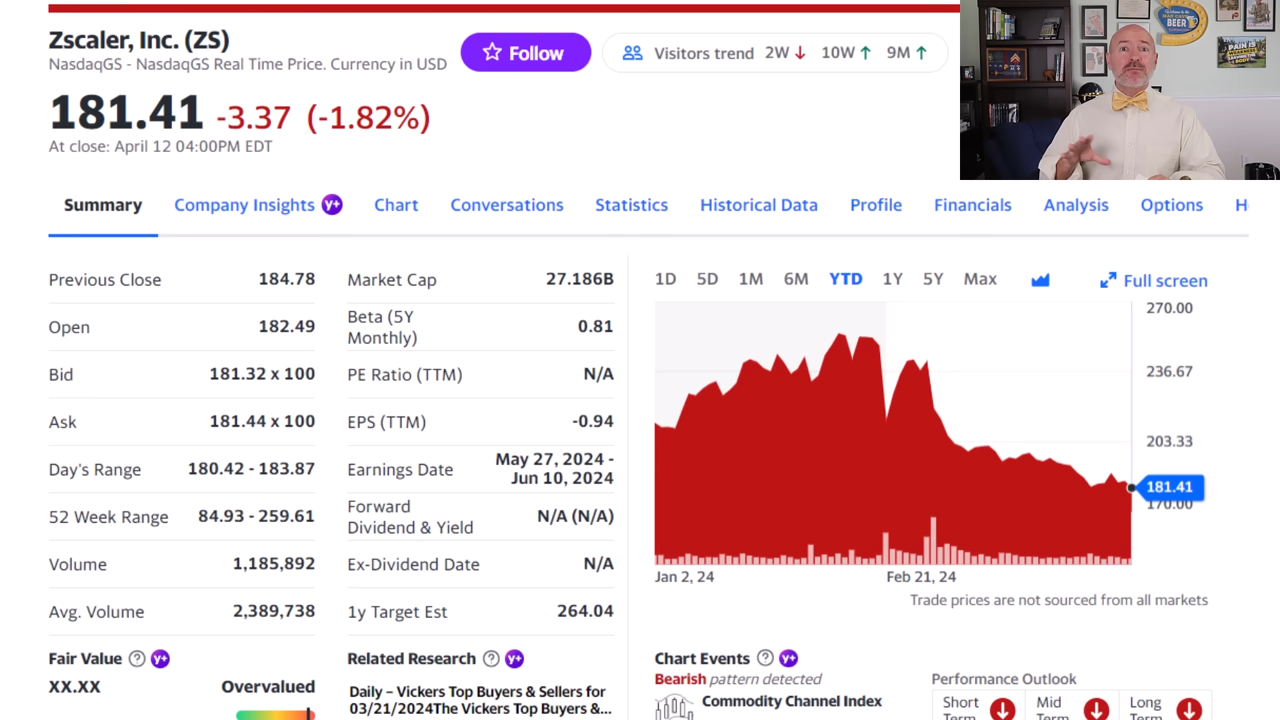 Zscaler, Inc. (ZS)
NasdaqGS - NasdaqGS Real Time Price. Currency in USD
Follow
Visitors trend 2W 10W 9M
181.41 -3.37 (-1.82%)
At close: April 12 04:00PM EDT
BEER
PAIN IS
WEAKNESS
LEAVING THE
BODY
Summary Company Insights Y+ Chart Conversations Statistics Historical Data Profile Financials Analysis Options H
Previous Close 184.78
Open 182.49
Bid 181.32 x 100
Ask 181.44 x 100
Day's Range 180.42 - 183.87
52 Week Range 84.93 - 259.61
Volume 1,185,892
Avg. Volume 2,389,738
Market Cap 27.186B
Beta (5Y
Monthly) 0.81
PE Ratio (TTM) N/A
EPS (TTM) -0.94
Earnings Date May 27, 2024 -
Jun 10, 2024
Forward
Dividend & Yield N/A (N/A)
Ex-Dividend Date N/A
1y Target Est 264.04
1D 5D 1M 6M YTD 1Y 5Y Max Full screen
270.00
236.67
203.33
181.41
170.00
Jan 2, 24 Feb 21, 24
Trade prices are not sourced from all markets
Fair Value ? Y+
XX.XX Overvalued
Related Research ? Y+
Daily – Vickers Top Buyers & Sellers for
03/21/2024The Vickers Top Buyers &...
Chart Events ? Y+
Bearish pattern detected
Commodity Channel Index
Performance Outlook
Short
Term
Mid
Term
Long
Term